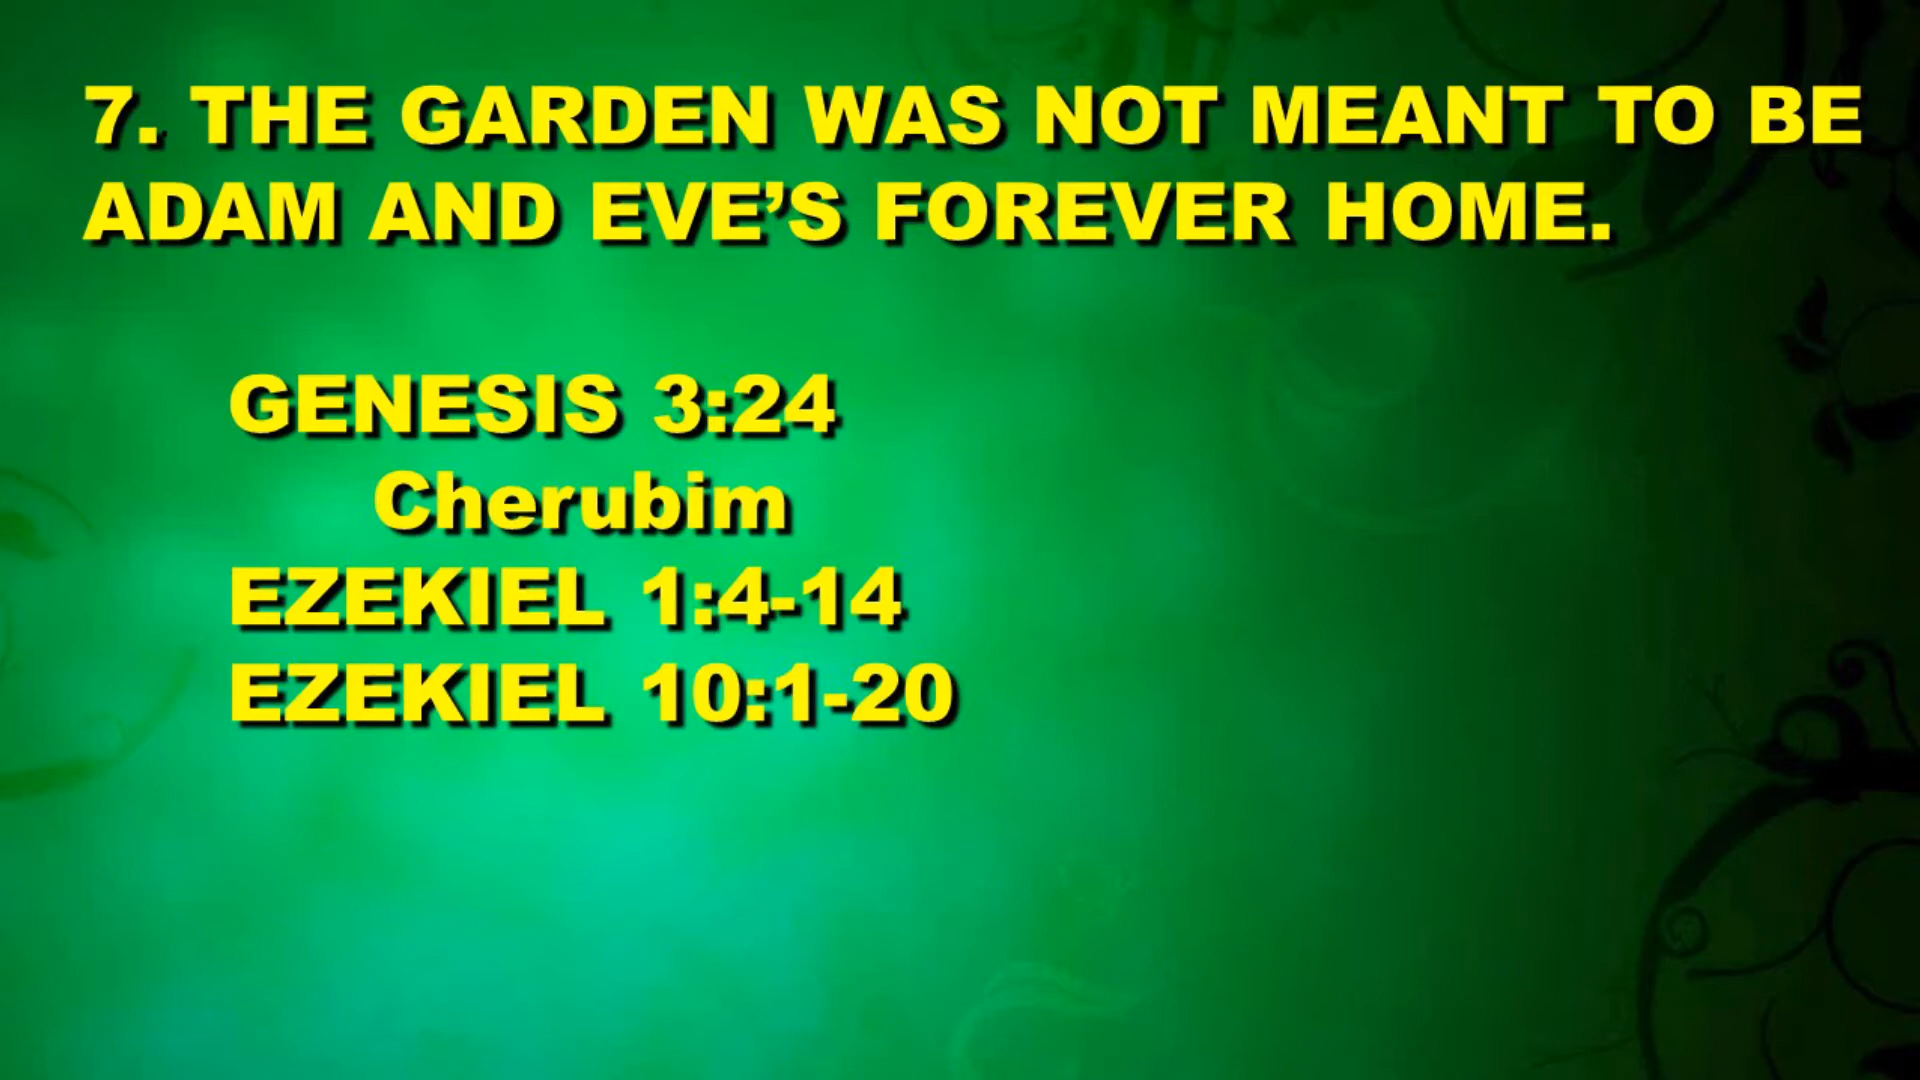 7. THE GARDEN WAS NOT MEANT TO BE
ADAM AND EVE’S FOREVER HOME.
GENESIS 3:24
Cherubim
EZEKIEL 1:4-14
EZEKIEL 10:1-20